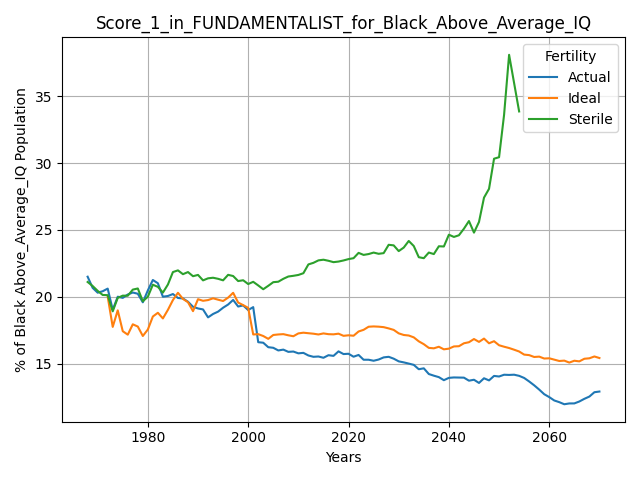 Score_1_in_FUNDAMENTALIST_for_Black_Above_Average_IQ
% of Black Above_Average_IQ Population
35
30
25
20
15
Fertility
Actual
Ideal
Sterile
1980 2000 2020 2040 2060
Years